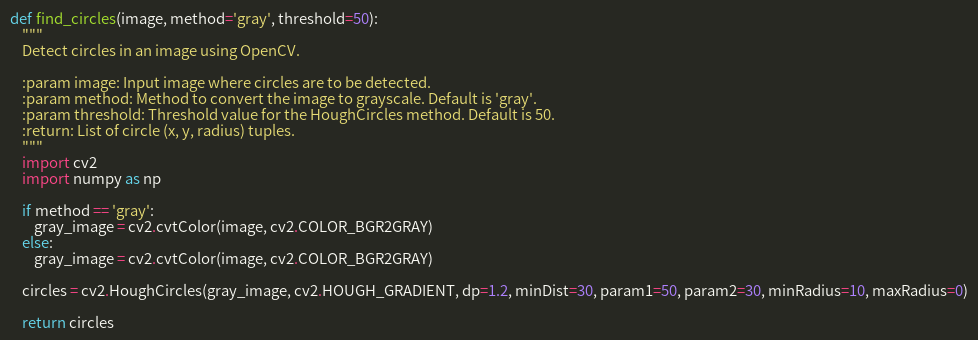 def find_circles(image, method='gray', threshold=50):
    """
    Detect circles in an image using OpenCV.

    :param image: Input image where circles are to be detected.
    :param method: Method to convert the image to grayscale. Default is 'gray'.
    :param threshold: Threshold value for the HoughCircles method. Default is 50.
    :return: List of circle (x, y, radius) tuples.
    """
    import cv2
    import numpy as np

    if method == 'gray':
        gray_image = cv2.cvtColor(image, cv2.COLOR_BGR2GRAY)
    else:
        gray_image = cv2.cvtColor(image, cv2.COLOR_BGR2GRAY)

    circles = cv2.HoughCircles(gray_image, cv2.HOUGH_GRADIENT, dp=1.2, minDist=30, param1=50, param2=30, minRadius=10, maxRadius=0)

    return circles